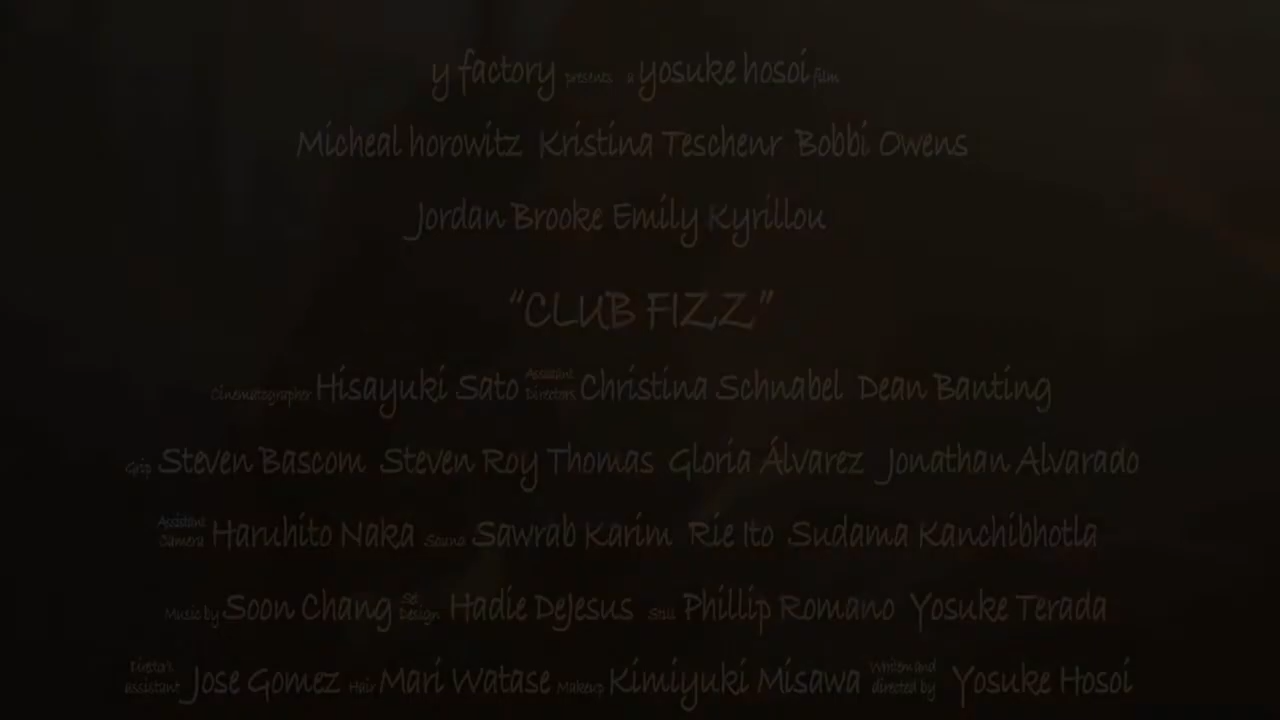 y factory presents a yosuke hosoi film
Micheal horowitz Kristina Teschenr Bobbi Owens
Jordan Brooke Emily Kyrillou
“CLUB FIZZ”
Cinematographer Hisayuki Sato Assistant Directors Christina Schnabel Dean Banting
Grip Steven Bascom Steven Roy Thomas Gloria Álvarez Jonathan Alvarado
Assistant Camera Haruhito Naka Sound Sawrab Karim Rie Ito Sudama Kanchibhotla
Music by Soon Chang Set Design Hadie DeJesus Still Phillip Romano Yosuke Terada
Director's assistant Jose Gomez Hair Mari Watase Makeup Kimiyuki Misawa Written and directed by Yosuke Hosoi